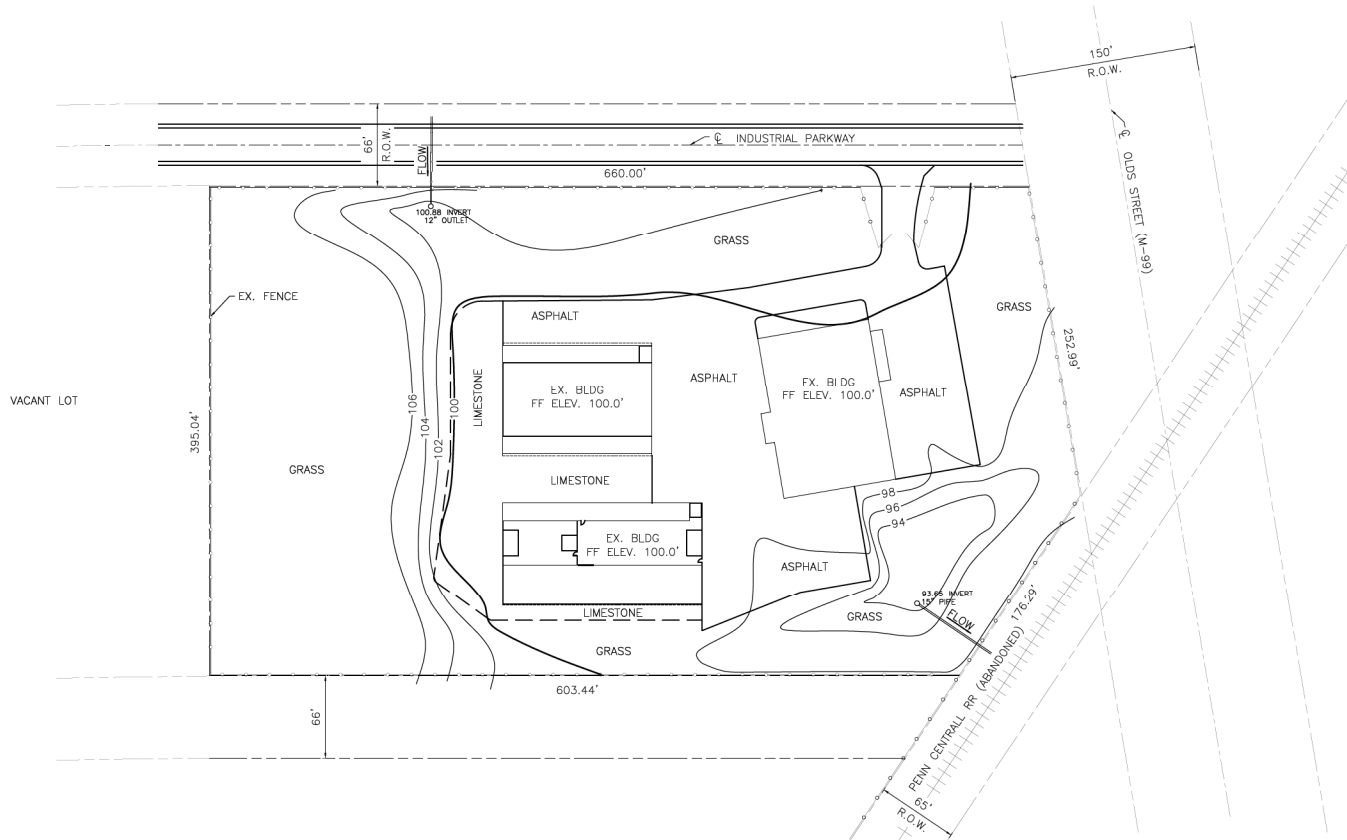 150'
R.O.W.
66'
R.O.W.
FLOW
℄ INDUSTRIAL PARKWAY
660.00'
℄ OLDS STREET (M-99)
100.88 INVERT
12" OUTLET
GRASS
EX. FENCE
GRASS
ASPHALT
252.99'
VACANT LOT
395.04'
106
104
102
100
LIMESTONE
EX. BLDG
FF ELEV. 100.0'
ASPHALT
EX. BLDG
FF ELEV. 100.0'
ASPHALT
GRASS
LIMESTONE
98
96
94
EX. BLDG
FF ELEV. 100.0'
ASPHALT
93.65 INVERT
15" PIPE
FLOW
LIMESTONE
GRASS
GRASS
603.44'
66'
PENN CENTRALL RR (ABANDONED)
176.29'
65'
R.O.W.